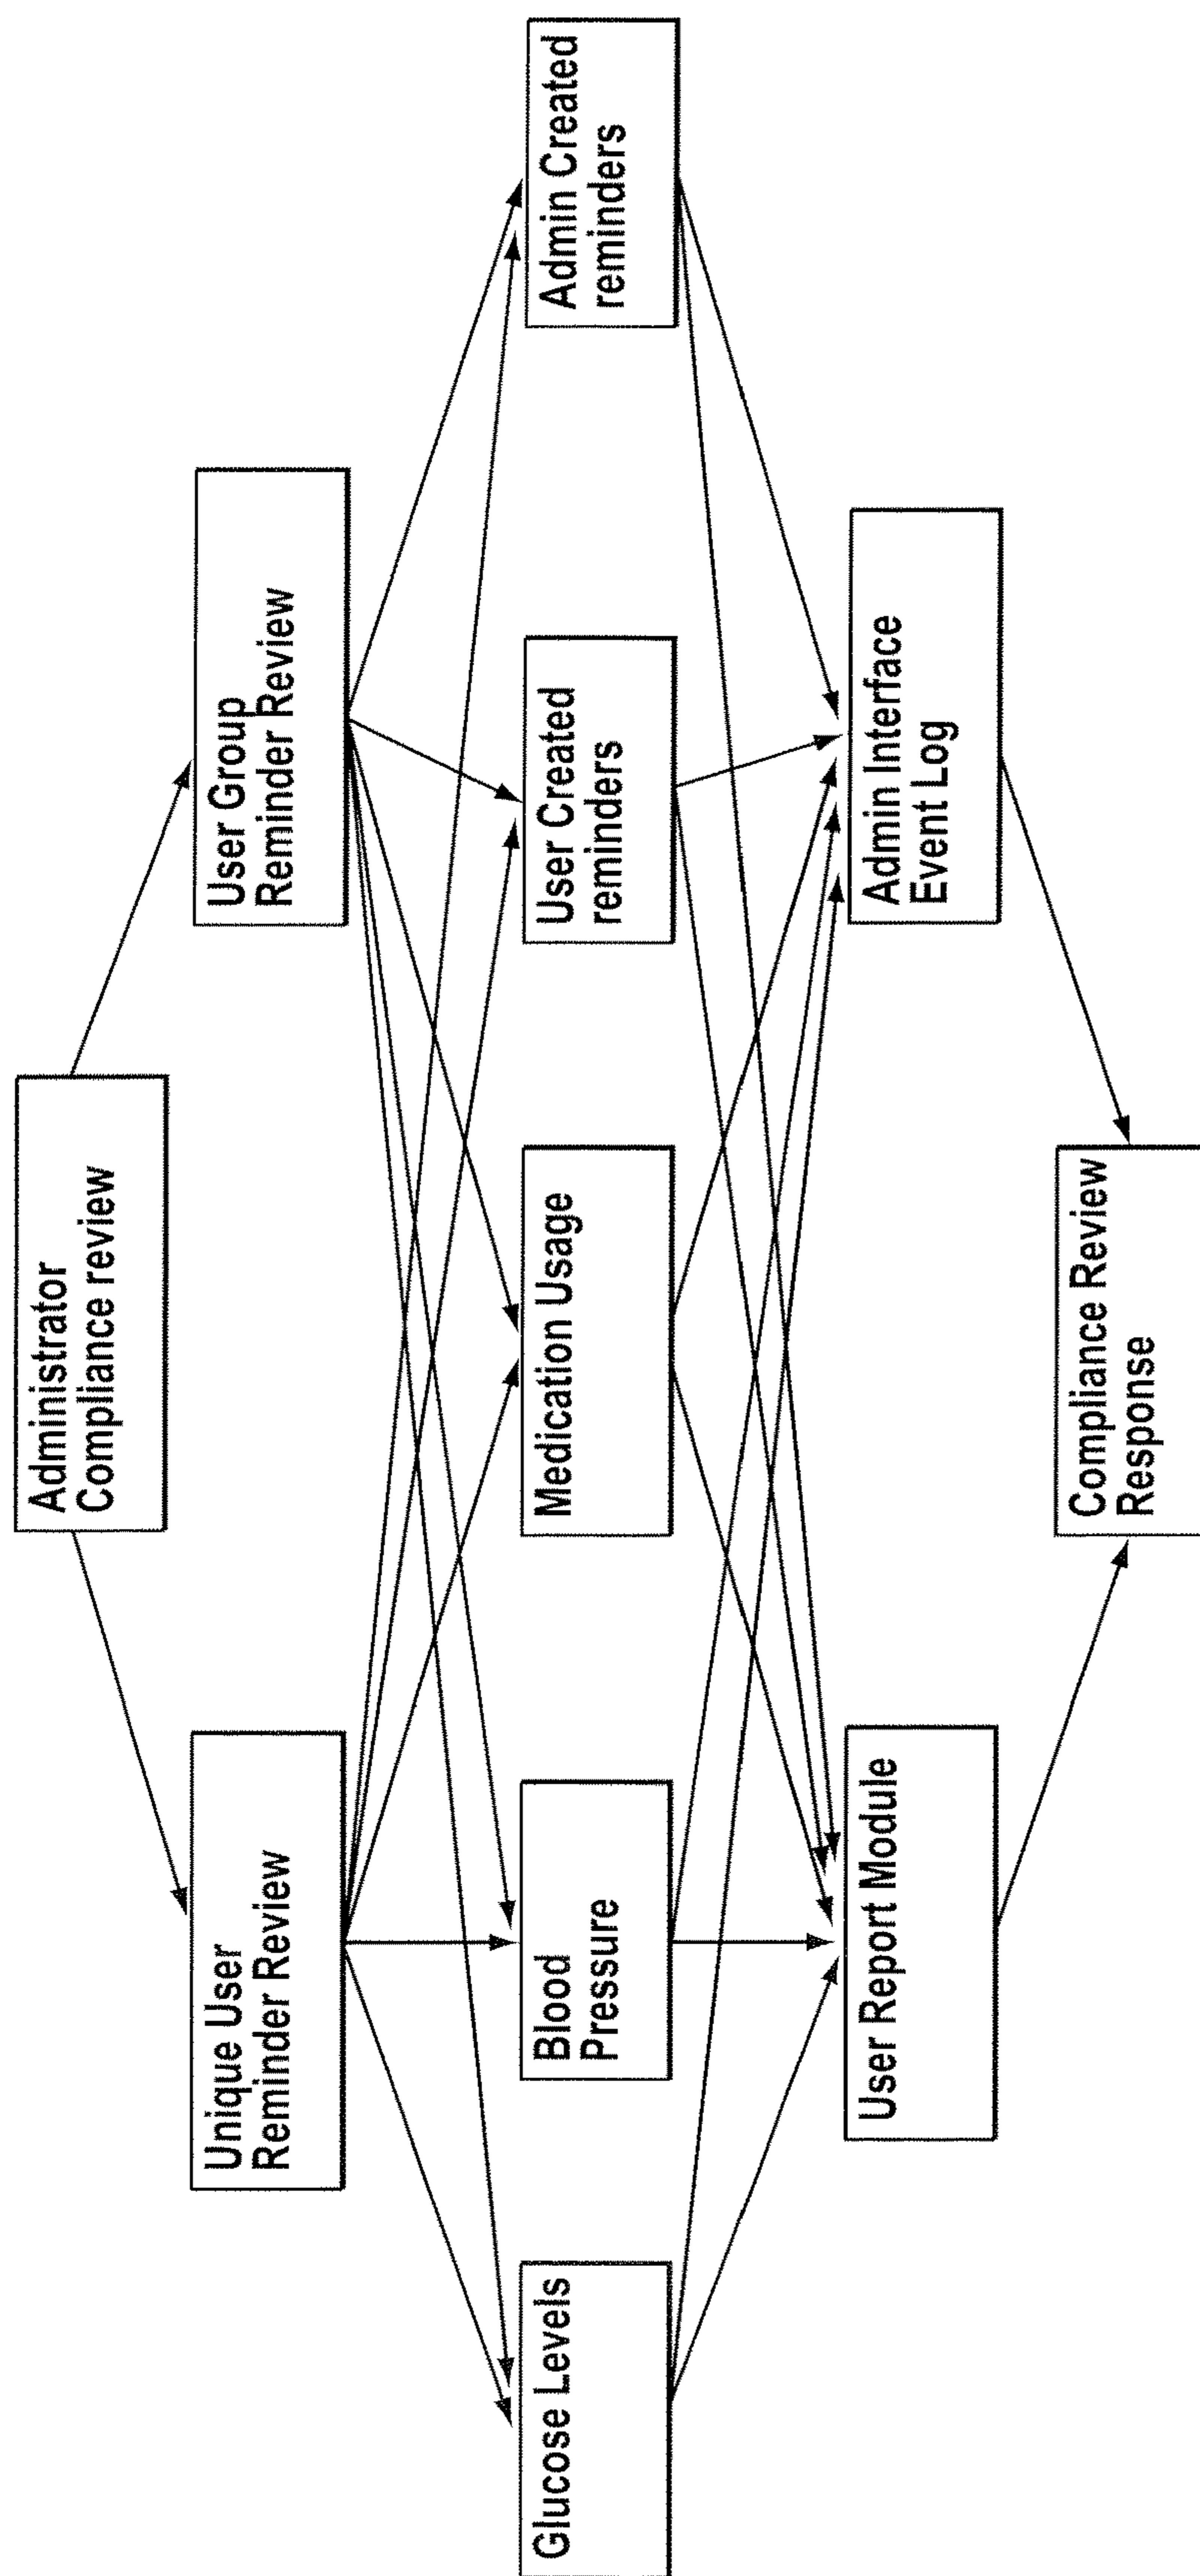 Administrator
Compliance review
Unique User
Reminder Review
User Group
Reminder Review
Glucose Levels
Blood
Pressure
Medication Usage
User Created
reminders
Admin Created
reminders
User Report Module
Admin Interface
Event Log
Compliance Review
Response